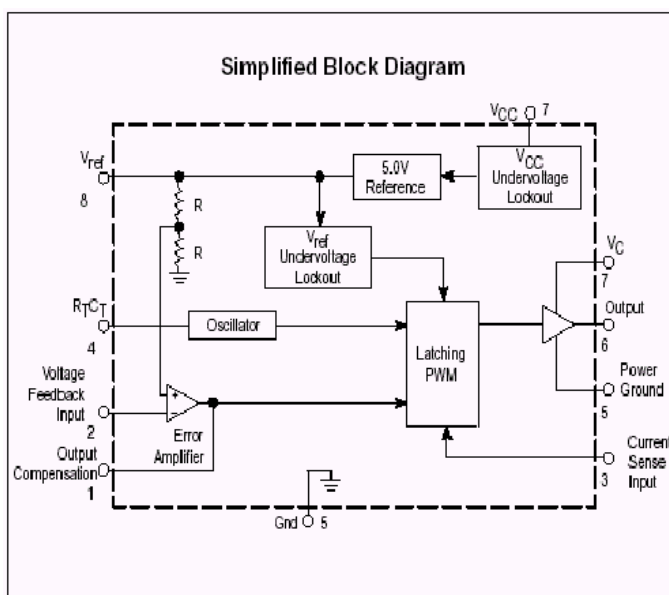 Simplified Block Diagram
VCC 7
Vref
8
R
R
5.0V
Reference
VCC
Undervoltage
Lockout
Vref
Undervoltage
Lockout
VC
7
RTCT
4
Oscillator
Latching
PWM
Output
6
Voltage
Feedback
Input
2
+
-
Error
Amplifier
Power
Ground
5
Output
Compensation
1
Current
Sense
Input
3
Gnd
5